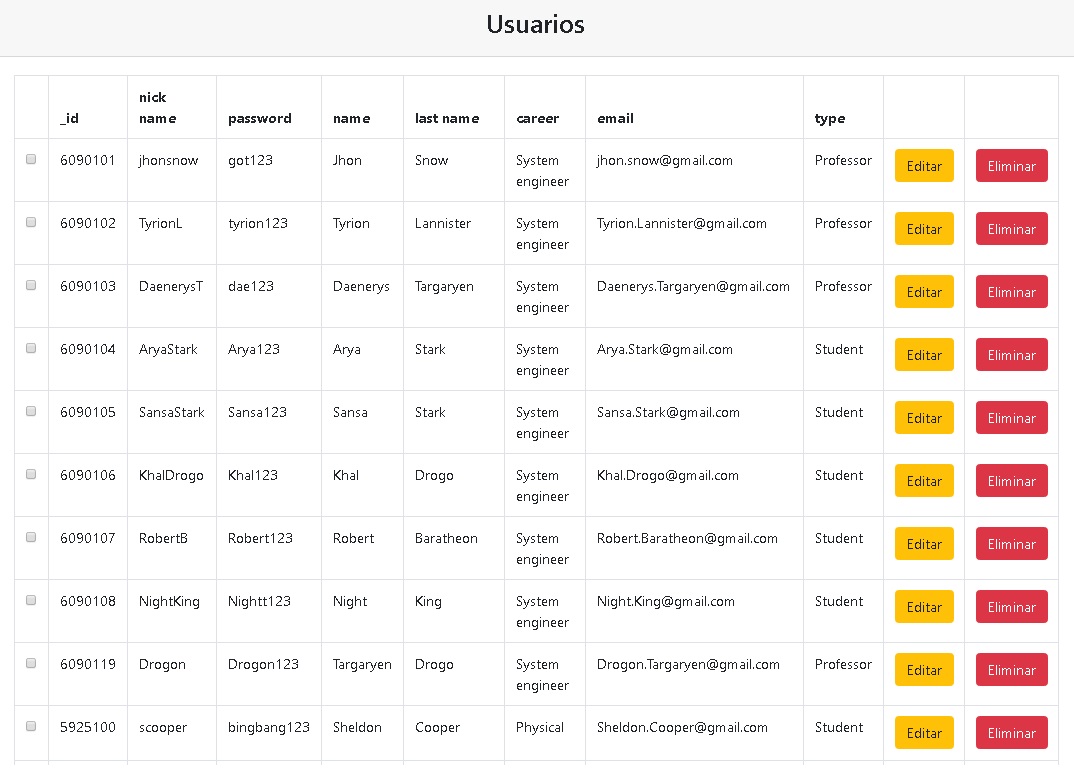 Usuarios
_id nick name password name last name career email type
6090101 jhonsnow got123 Jhon Snow System engineer jhon.snow@gmail.com Professor Editar Eliminar
6090102 TyrionL tyrion123 Tyrion Lannister System engineer Tyrion.Lannister@gmail.com Professor Editar Eliminar
6090103 DaenerysT dae123 Daenerys Targaryen System engineer Daenerys.Targaryen@gmail.com Professor Editar Eliminar
6090104 AryaStark Arya123 Arya Stark System engineer Arya.Stark@gmail.com Student Editar Eliminar
6090105 SansaStark Sansa123 Sansa Stark System engineer Sansa.Stark@gmail.com Student Editar Eliminar
6090106 KhalDrogo Khal123 Khal Drogo System engineer Khal.Drogo@gmail.com Student Editar Eliminar
6090107 RobertB Robert123 Robert Baratheon System engineer Robert.Baratheon@gmail.com Student Editar Eliminar
6090108 NightKing Nightt123 Night King System engineer Night.King@gmail.com Student Editar Eliminar
6090119 Drogon Drogon123 Targaryen Drogo System engineer Drogon.Targaryen@gmail.com Professor Editar Eliminar
5925100 scooper bingbang123 Sheldon Cooper Physical Sheldon.Cooper@gmail.com Student Editar Eliminar